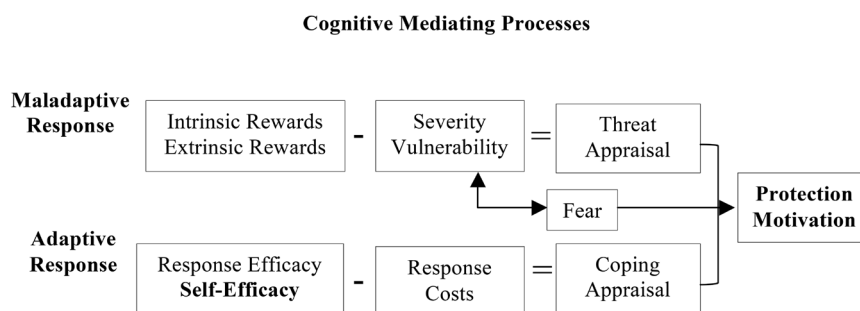 Cognitive Mediating Processes
Maladaptive
Response
Intrinsic Rewards
Extrinsic Rewards
-
Severity
Vulnerability
=
Threat
Appraisal
Fear
Protection
Motivation
Adaptive
Response
Response Efficacy
Self-Efficacy
-
Response
Costs
=
Coping
Appraisal